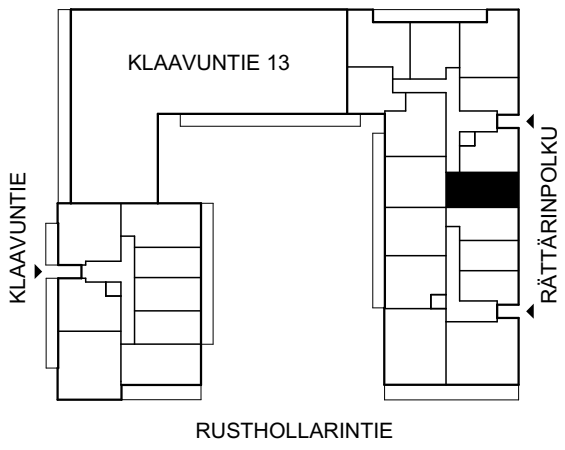 KLAAVUNTIE 13
KLAAVUNTIE
RÄTTÄRINPOLKU
RUSTHOLLARINTIE